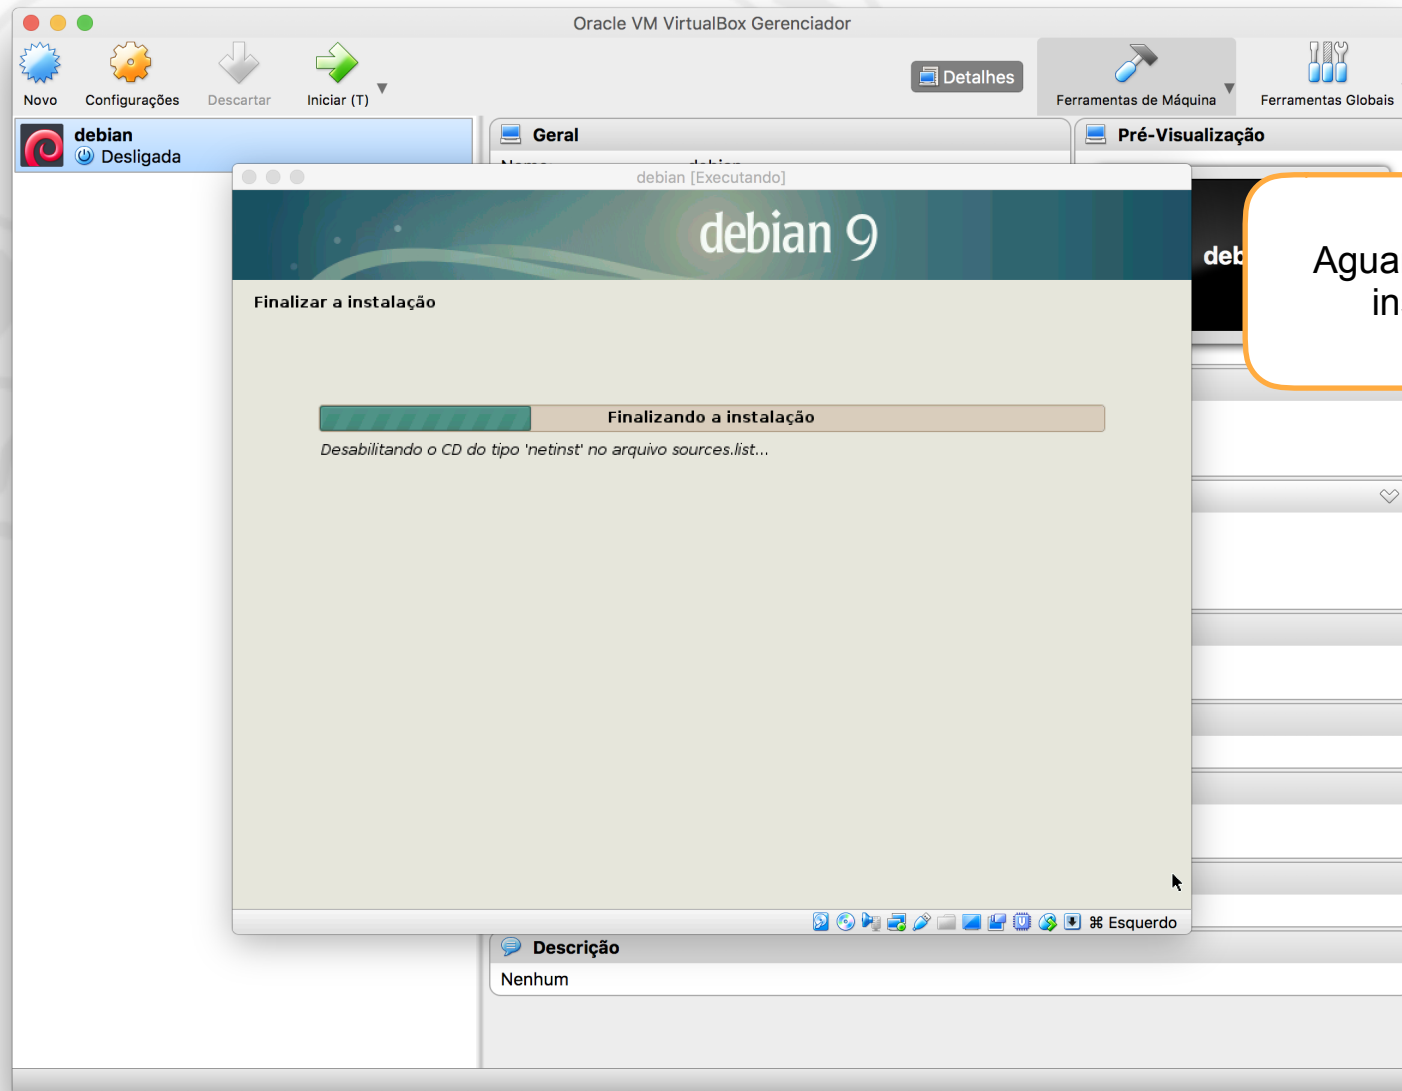 Oracle VM VirtualBox Gerenciador
Novo
Configurações
Descartar
Iniciar (T)
Detalhes
Ferramentas de Máquina
Ferramentas Globais
debian
Desligada
Geral
Pré-Visualização
debian [Executando]
debian 9
deb
Finalizar a instalação
Finalizando a instalação
Desabilitando o CD do tipo 'netinst' no arquivo sources.list...
⌘ Esquerdo
Descrição
Nenhum